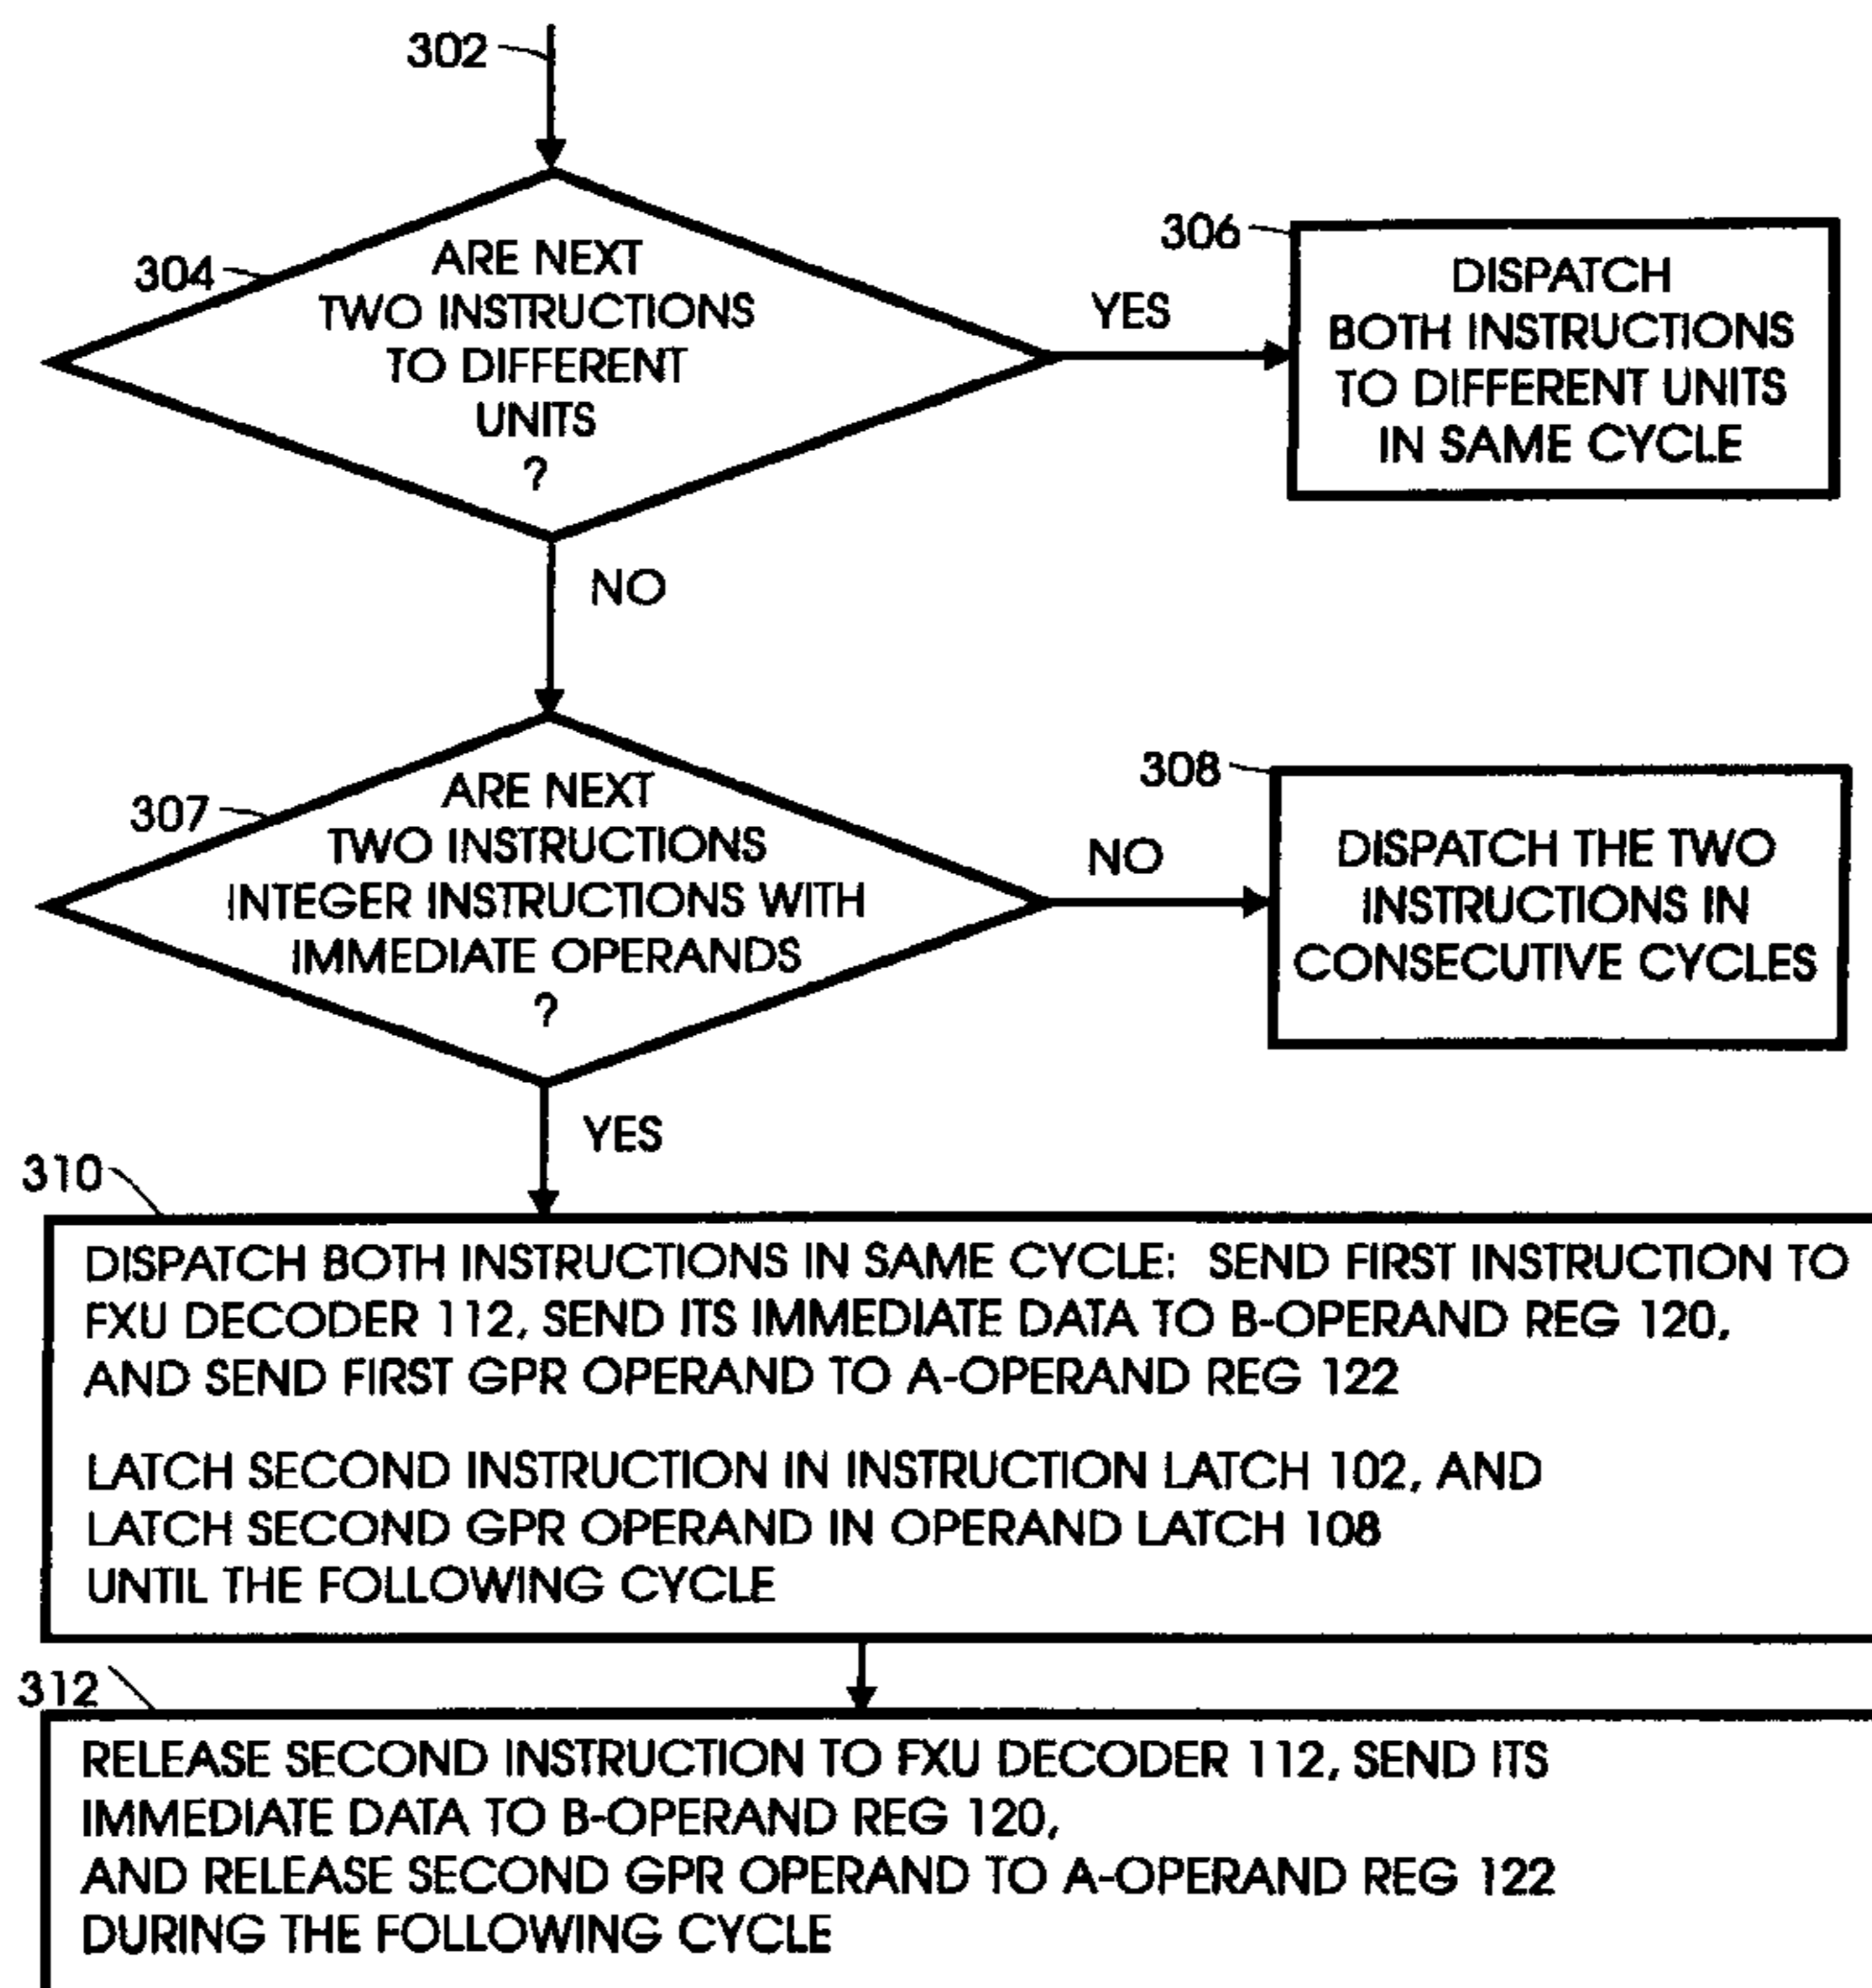 302
304
ARE NEXT
TWO INSTRUCTIONS
TO DIFFERENT
UNITS
?
YES
306
DISPATCH
BOTH INSTRUCTIONS
TO DIFFERENT UNITS
IN SAME CYCLE
NO
307
ARE NEXT
TWO INSTRUCTIONS
INTEGER INSTRUCTIONS WITH
IMMEDIATE OPERANDS
?
NO
308
DISPATCH THE TWO
INSTRUCTIONS IN
CONSECUTIVE CYCLES
YES
310
DISPATCH BOTH INSTRUCTIONS IN SAME CYCLE: SEND FIRST INSTRUCTION TO
FXU DECODER 112, SEND ITS IMMEDIATE DATA TO B-OPERAND REG 120,
AND SEND FIRST GPR OPERAND TO A-OPERAND REG 122
LATCH SECOND INSTRUCTION IN INSTRUCTION LATCH 102, AND
LATCH SECOND GPR OPERAND IN OPERAND LATCH 108
UNTIL THE FOLLOWING CYCLE
312
RELEASE SECOND INSTRUCTION TO FXU DECODER 112, SEND ITS
IMMEDIATE DATA TO B-OPERAND REG 120,
AND RELEASE SECOND GPR OPERAND TO A-OPERAND REG 122
DURING THE FOLLOWING CYCLE